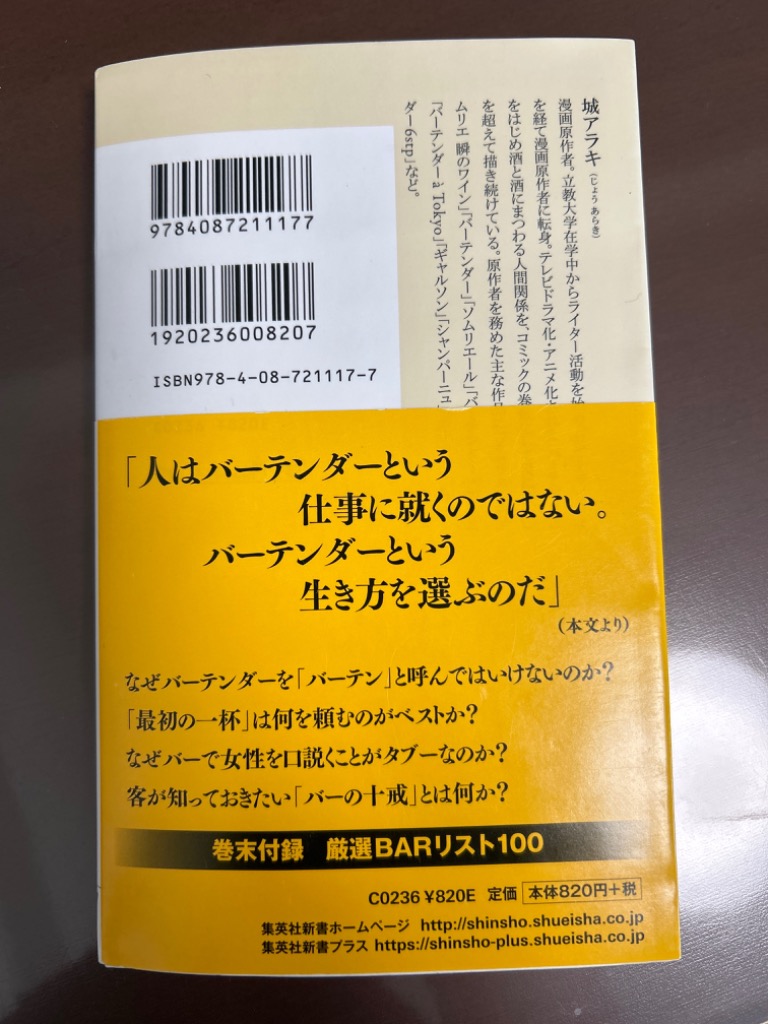 城アラキ(じょう あらき)
漫画原作者。立教大学在学中からライター活動を始
を経て漫画原作者に転身。テレビドラマ化・アニメ化さ
をはじめ酒と酒にまつわる人間関係を、コミックの巻
を超えて描き続けている。原作者を務めた主な作品
ムリエ 瞬のワイン」「バーテンダー」「ソムリエール」「バ
「バーテンダー à Tokyo」「ギャルソン」「シャンパーニュ」
ダー6stp」など。
9784087211177
1920236008207
ISBN978-4-08-721117-7
「人はバーテンダーという
仕事に就くのではない。
バーテンダーという
生き方を選ぶのだ」
(本文より)
なぜバーテンダーを「バーテン」と呼んではいけないのか?
「最初の一杯」は何を頼むのがベストか?
なぜバーで女性を口説くことがタブーなのか?
客が知っておきたい「バーの十戒」とは何か?
巻末付録 厳選BARリスト100
C0236 ¥820E 定価 本体820円+税
集英社新書ホームページ http://shinsho.shueisha.co.jp
集英社新書プラス https://shinsho-plus.shueisha.co.jp